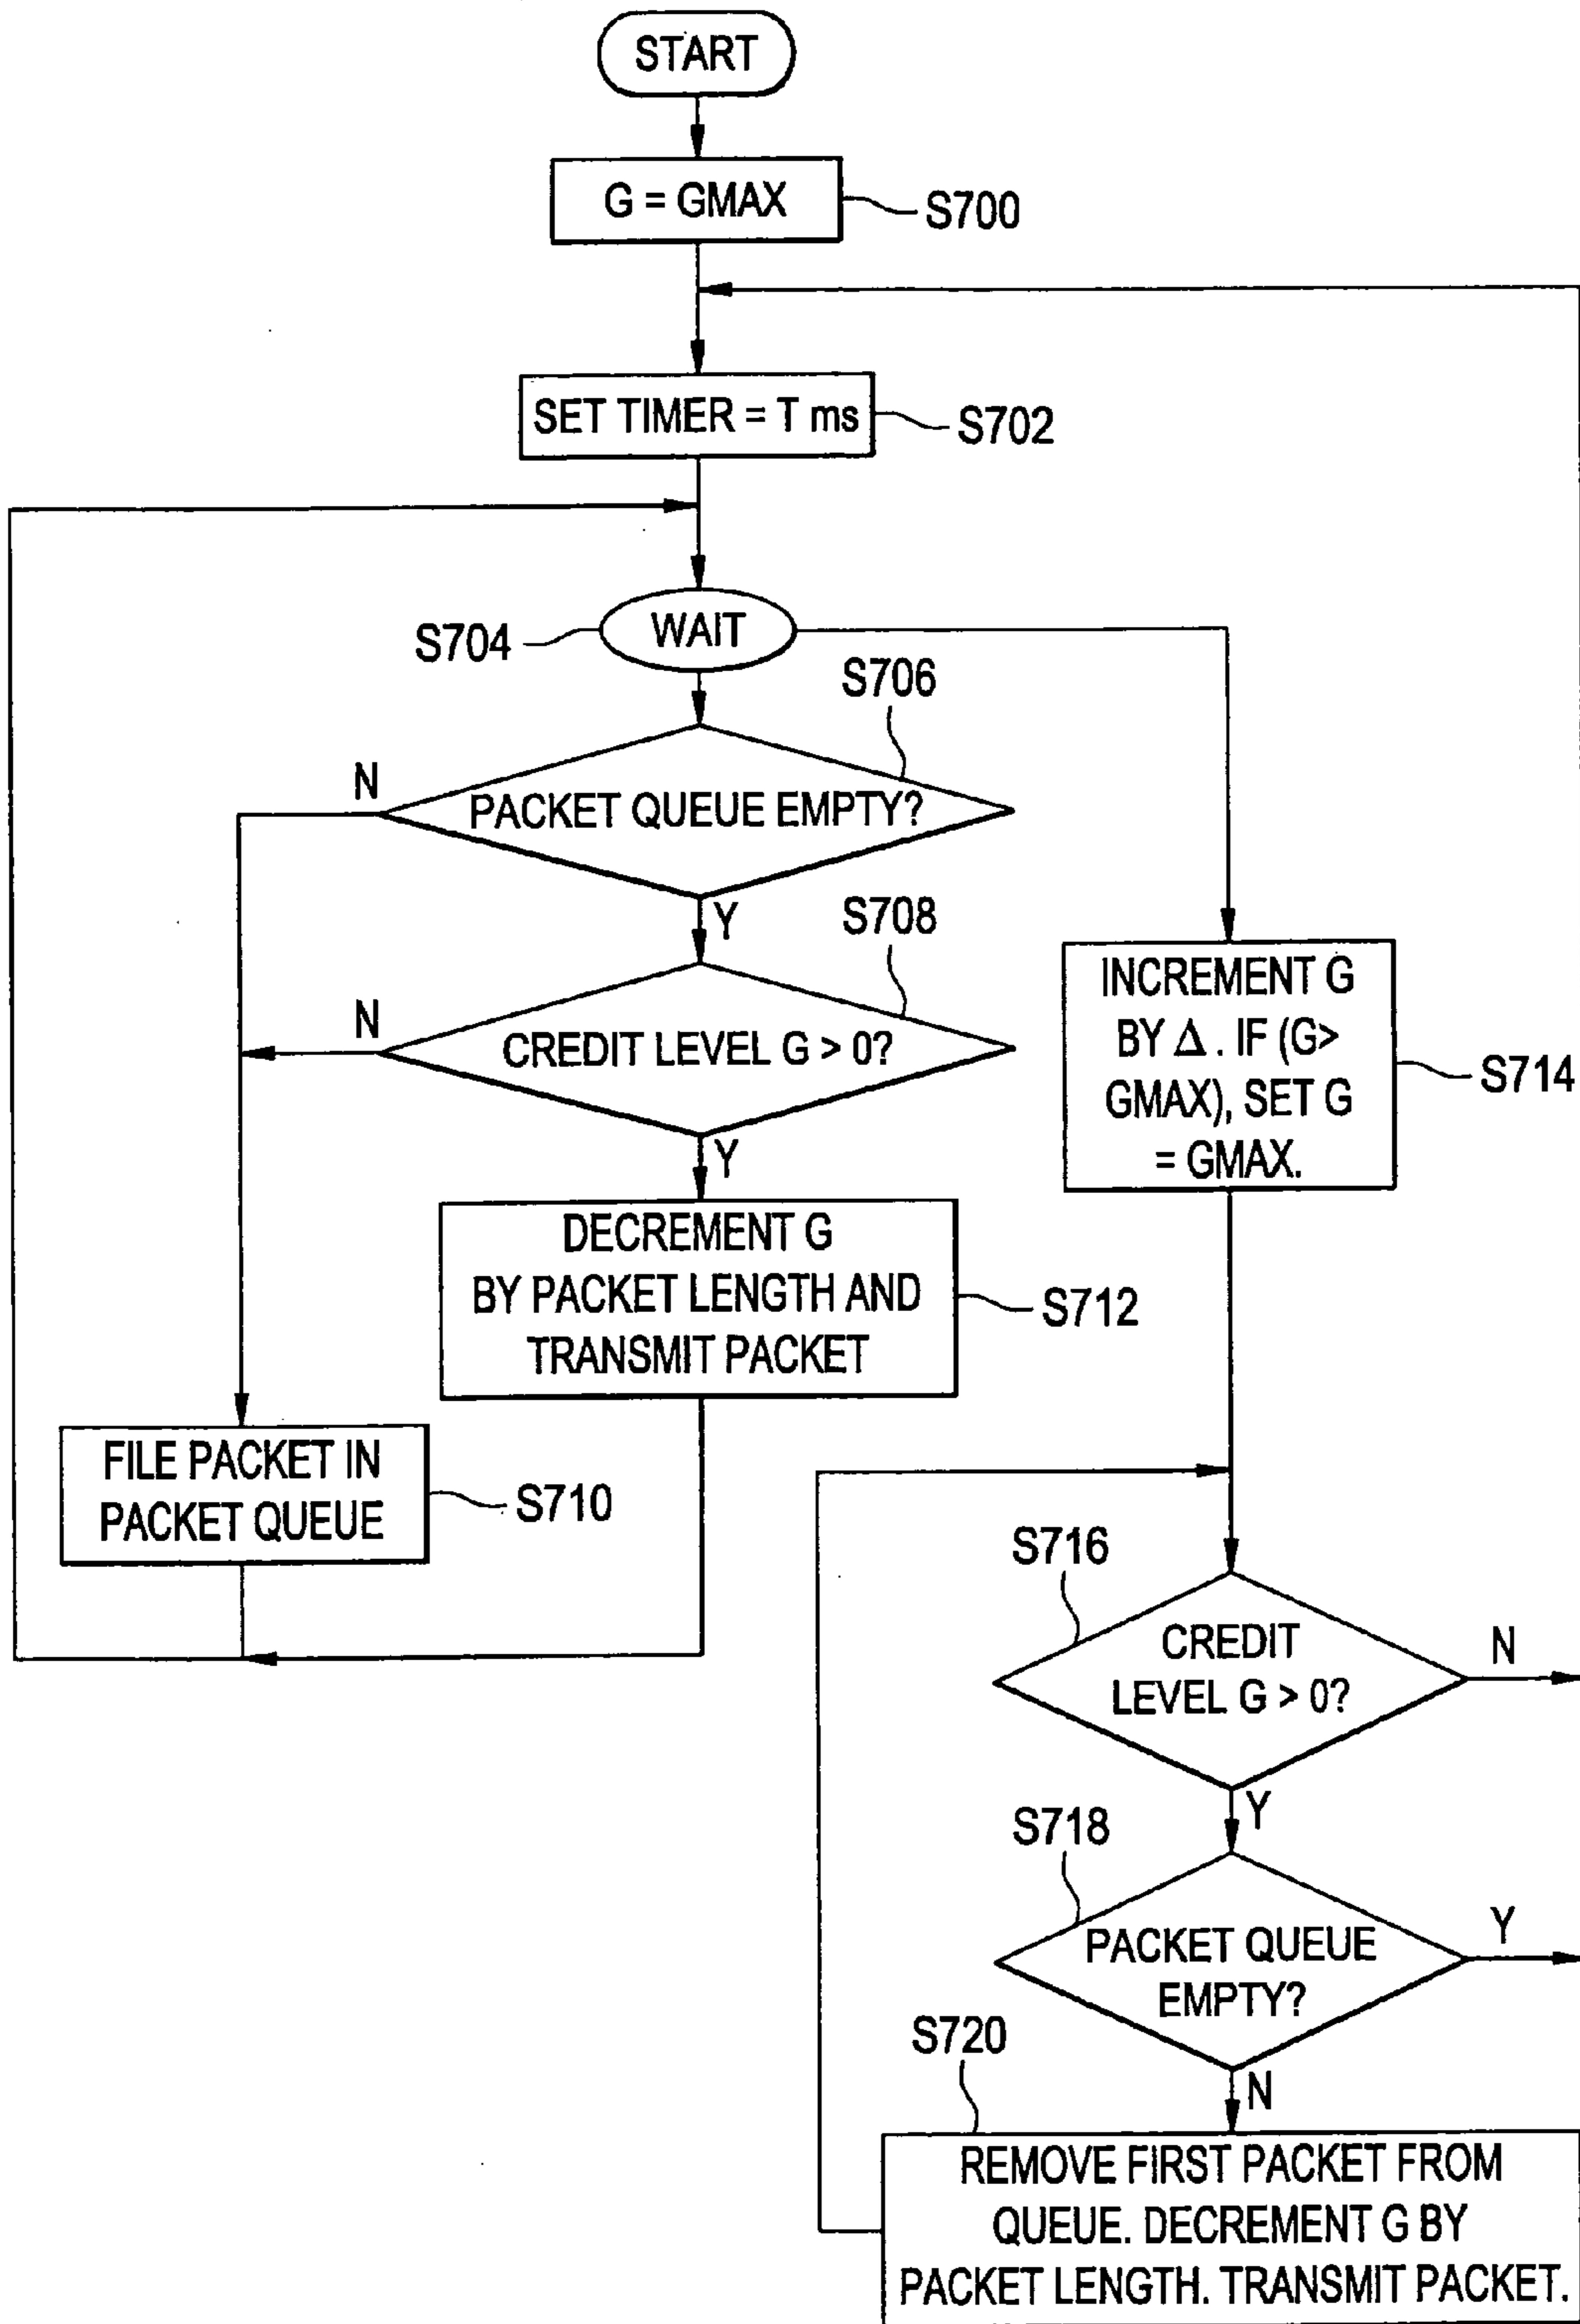 START
G = GMAX
S700
SET TIMER = T ms
S702
WAIT
S704
S706
PACKET QUEUE EMPTY?
N
Y
S708
CREDIT LEVEL G > 0?
N
Y
DECREMENT G
BY PACKET LENGTH AND
TRANSMIT PACKET
S712
FILE PACKET IN
PACKET QUEUE
S710
INCREMENT G
BY Δ . IF (G>
GMAX), SET G
= GMAX.
S714
S716
CREDIT
LEVEL G > 0?
N
Y
S718
PACKET QUEUE
EMPTY?
Y
N
S720
REMOVE FIRST PACKET FROM
QUEUE. DECREMENT G BY
PACKET LENGTH. TRANSMIT PACKET.